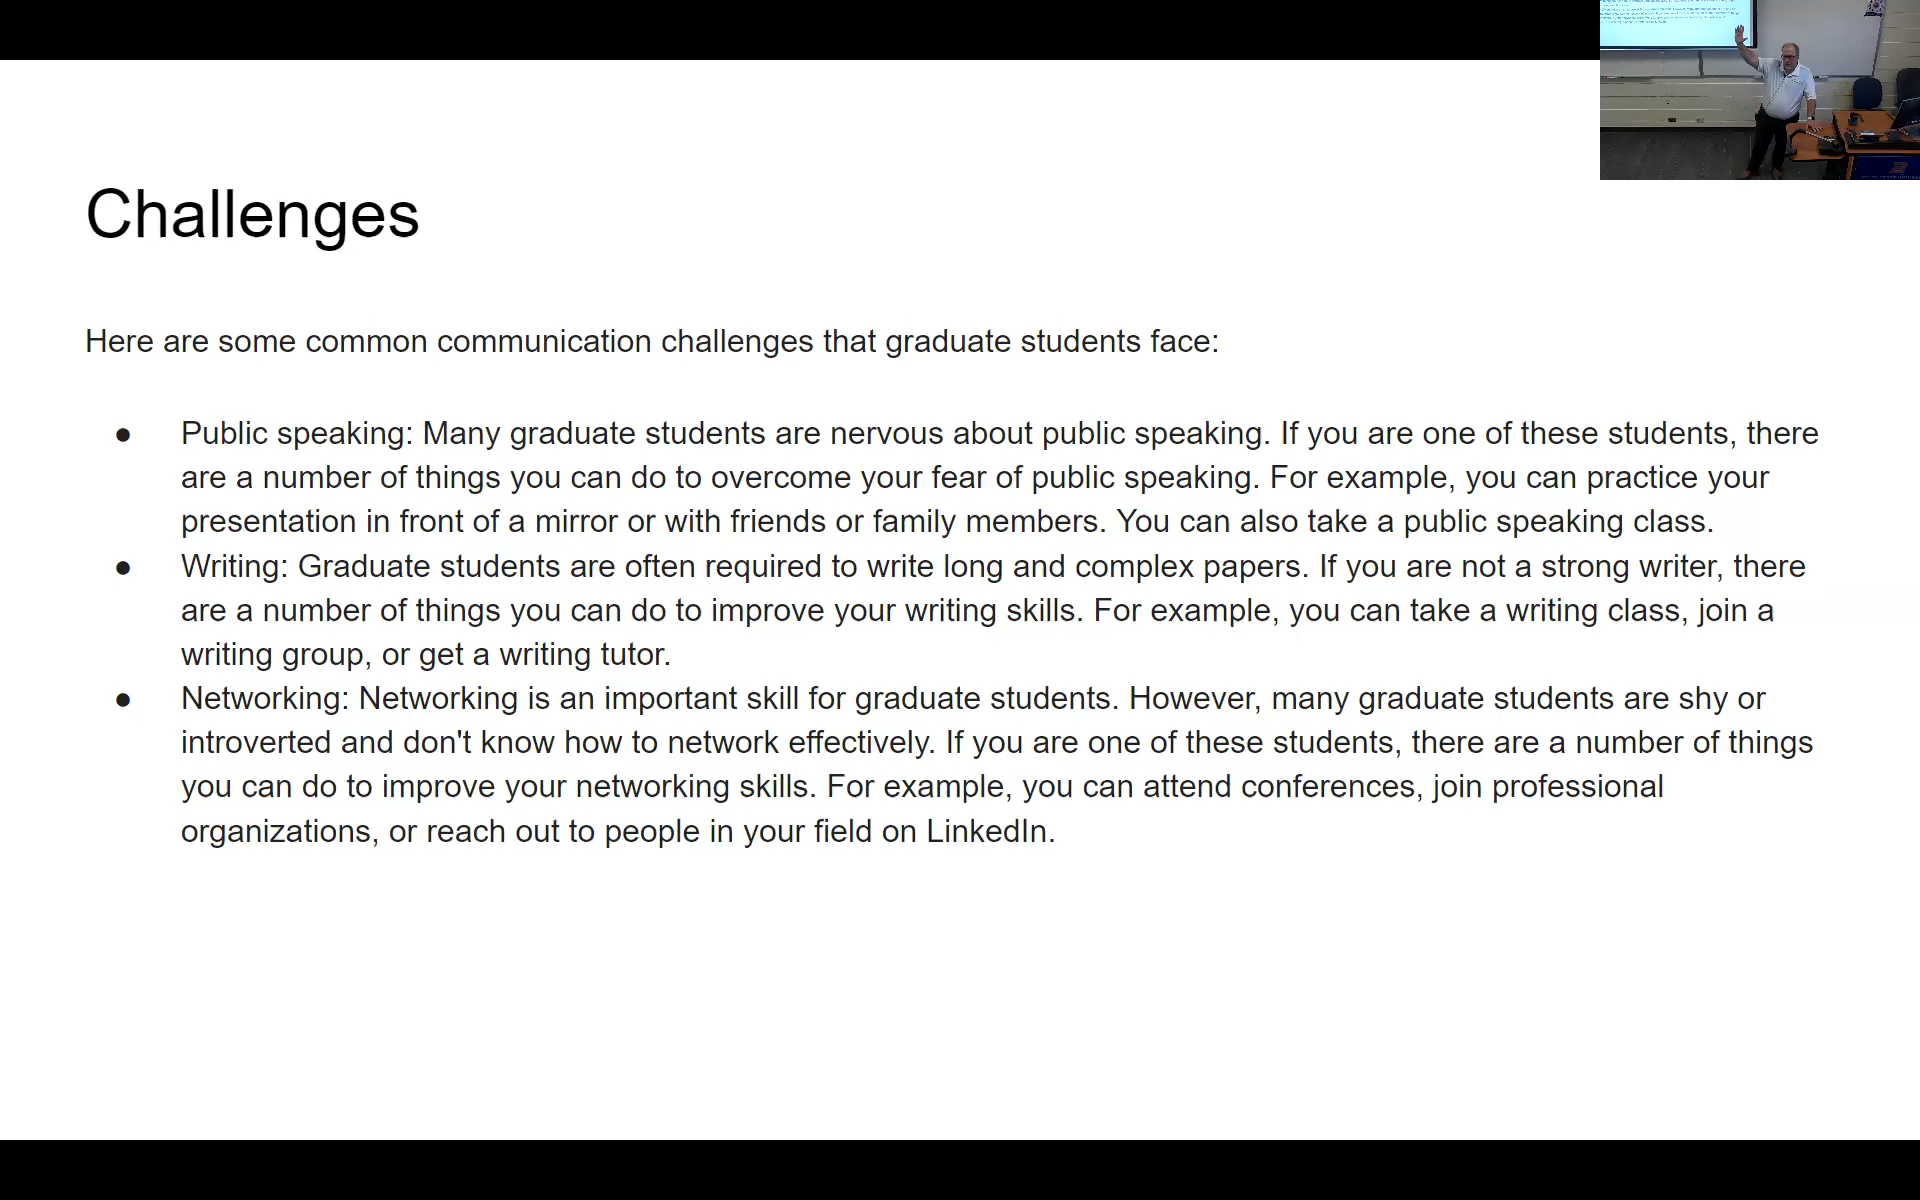 Challenges
Here are some common communication challenges that graduate students face:
● Public speaking: Many graduate students are nervous about public speaking. If you are one of these students, there
are a number of things you can do to overcome your fear of public speaking. For example, you can practice your
presentation in front of a mirror or with friends or family members. You can also take a public speaking class.
● Writing: Graduate students are often required to write long and complex papers. If you are not a strong writer, there
are a number of things you can do to improve your writing skills. For example, you can take a writing class, join a
writing group, or get a writing tutor.
● Networking: Networking is an important skill for graduate students. However, many graduate students are shy or
introverted and don't know how to network effectively. If you are one of these students, there are a number of things
you can do to improve your networking skills. For example, you can attend conferences, join professional
organizations, or reach out to people in your field on LinkedIn.